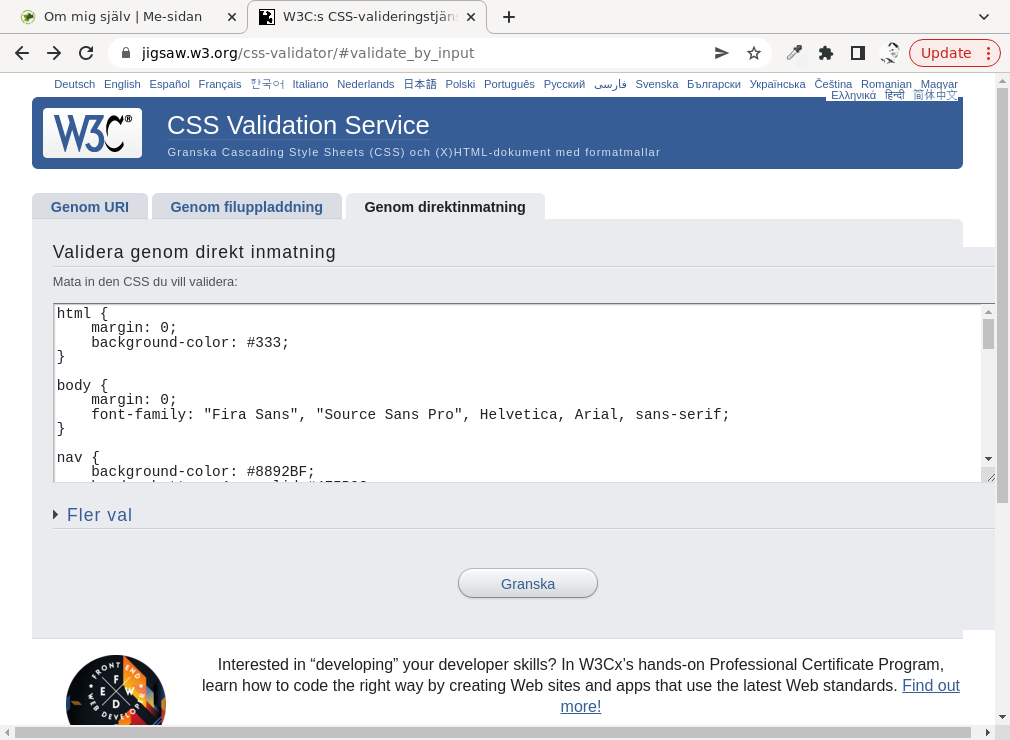 Om mig själv | Me-sidan
W3C:s CSS-valideringstjän
jigsaw.w3.org/css-validator/#validate_by_input
Update
Deutsch English Español Français 한국어 Italiano Nederlands 日本語 Polski Português Русский فارسی Svenska Български Українська Čeština Romanian Magyar
Ελληνικά हिन्दी 简体中文
W3C®
CSS Validation Service
Granska Cascading Style Sheets (CSS) och (X)HTML-dokument med formatmallar
Genom URI
Genom filuppladdning
Genom direktinmatning
Validera genom direkt inmatning
Mata in den CSS du vill validera:
html {
    margin: 0;
    background-color: #333;
}
body {
    margin: 0;
    font-family: "Fira Sans", "Source Sans Pro", Helvetica, Arial, sans-serif;
}
nav {
    background-color: #8892BF;
Fler val
Granska
FRONT END
EFWD
WEB DEVELOP
Interested in “developing” your developer skills? In W3Cx’s hands-on Professional Certificate Program,
learn how to code the right way by creating Web sites and apps that use the latest Web standards. Find out
more!